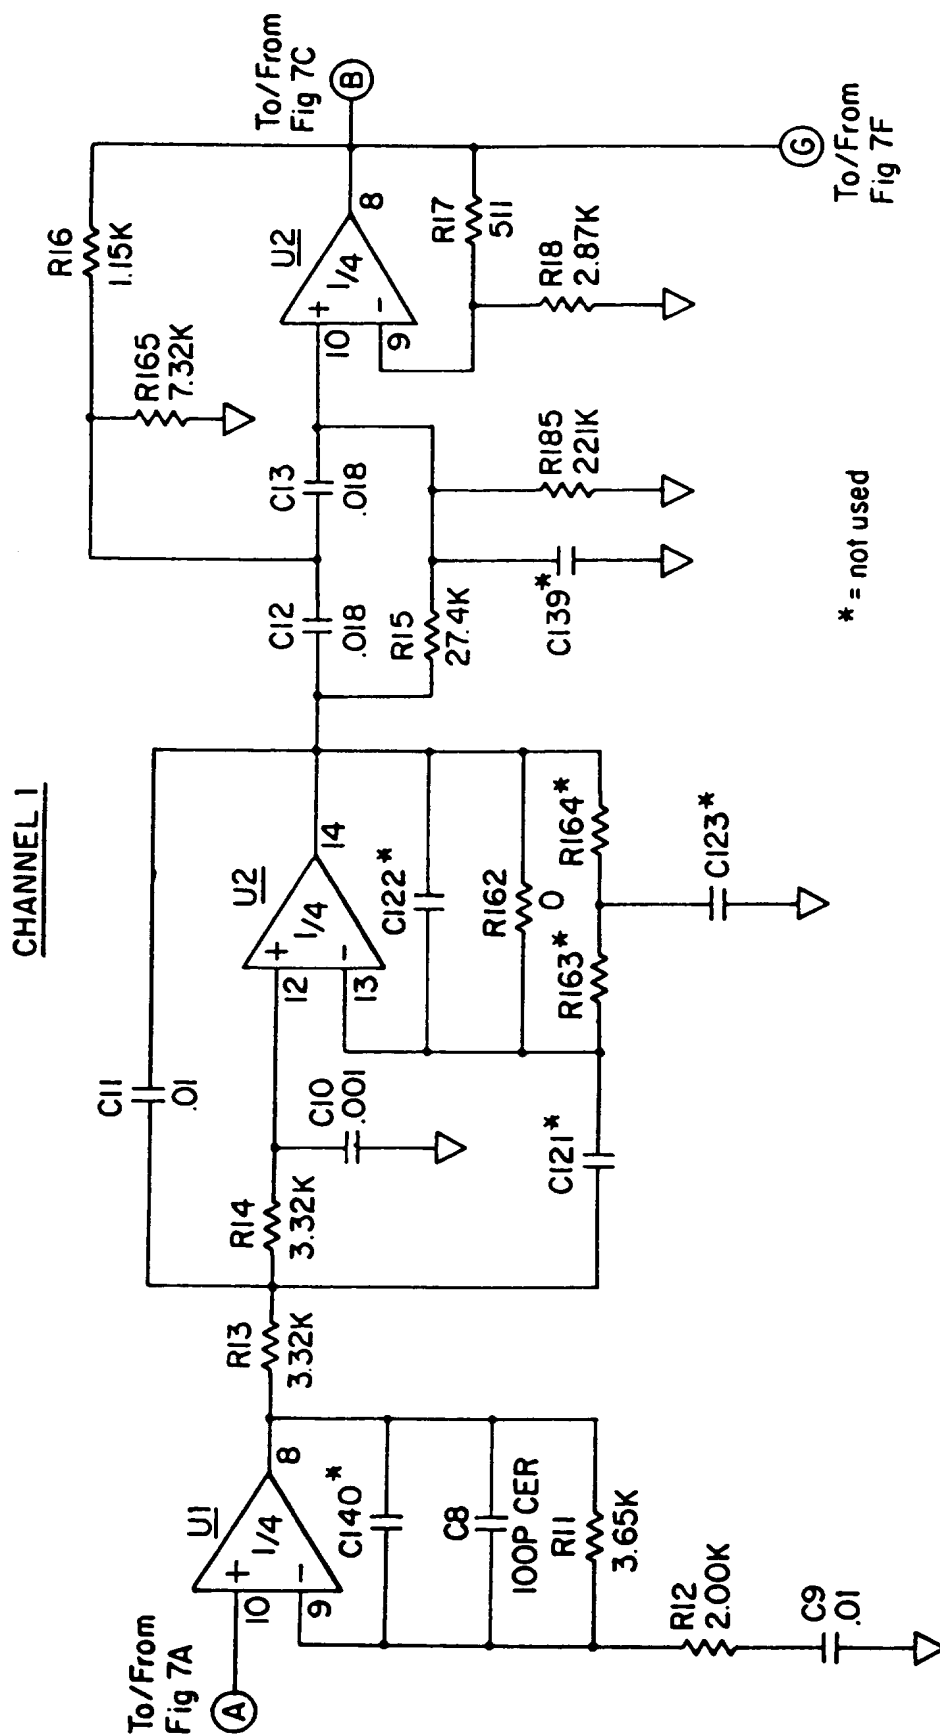 CHANNEL 1
To/From
Fig 7A
A
U1
1/4
+
-
10
9
8
C140*
C8
100P CER
R11
3.65K
R12
2.00K
C9
.01
R13
3.32K
R14
3.32K
C11
.01
C10
.001
U2
1/4
+
-
12
13
14
C122*
R162
0
R163*
R164*
C121*
C123*
C12
.018
C13
.018
R15
27.4K
C139*
R185
221K
R165
7.32K
R16
1.15K
U2
1/4
+
-
10
9
8
R17
511
R18
2.87K
To/From
Fig 7C
B
G
To/From
Fig 7F
* = not used